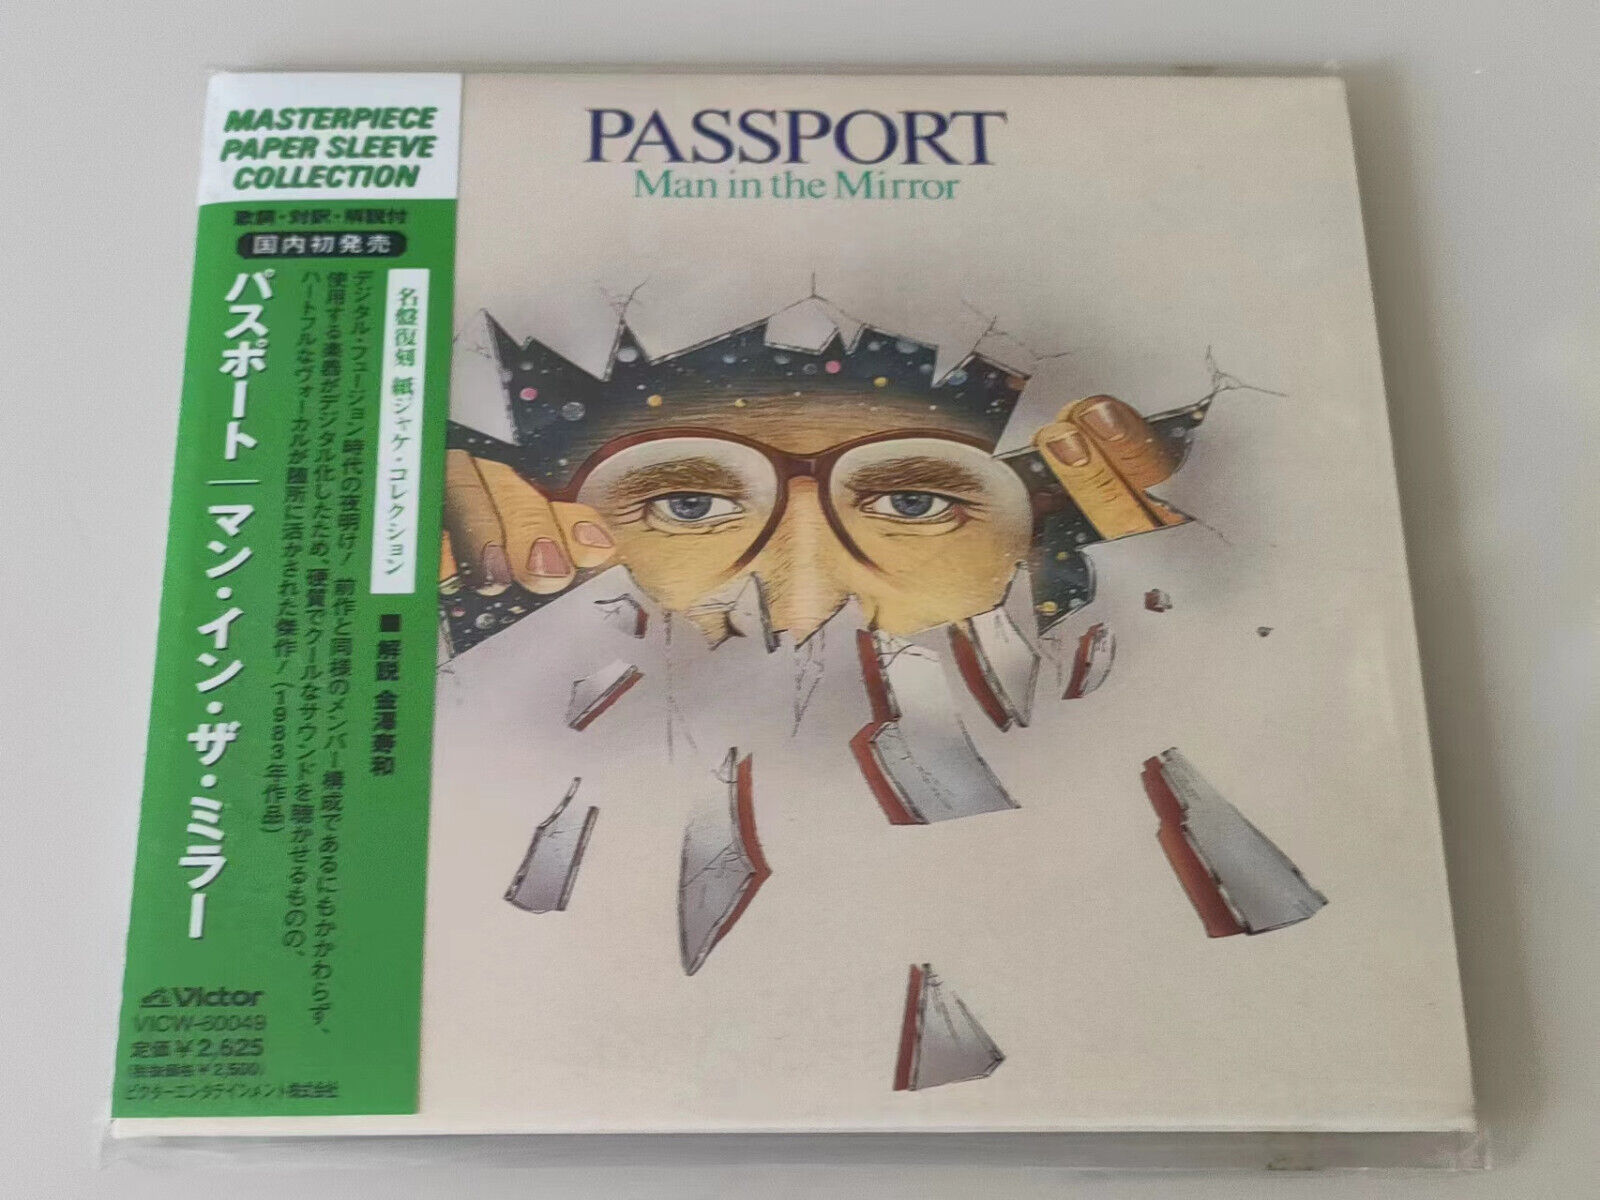 MASTERPIECE
PAPER SLEEVE
COLLECTION
歌詞・対訳・解説付
国内初発売
名盤復刻 紙ジャケ・コレクション
デジタル・フュージョン時代の夜明け! 前作と同様のメンバー構成であるにもかかわらず、
使用する楽器がデジタル化したため、硬質でクールなサウンドを聴かせるものの、
ハートフルなヴォーカルが随所に活かされた傑作!(1983年作品)
■解説 金澤寿和
パスポート|マン・イン・ザ・ミラー
Victor
VICW-60049
定価¥2,625
(税抜価格¥2,500)
ビクターエンタテインメント株式会社
PASSPORT
Man in the Mirror